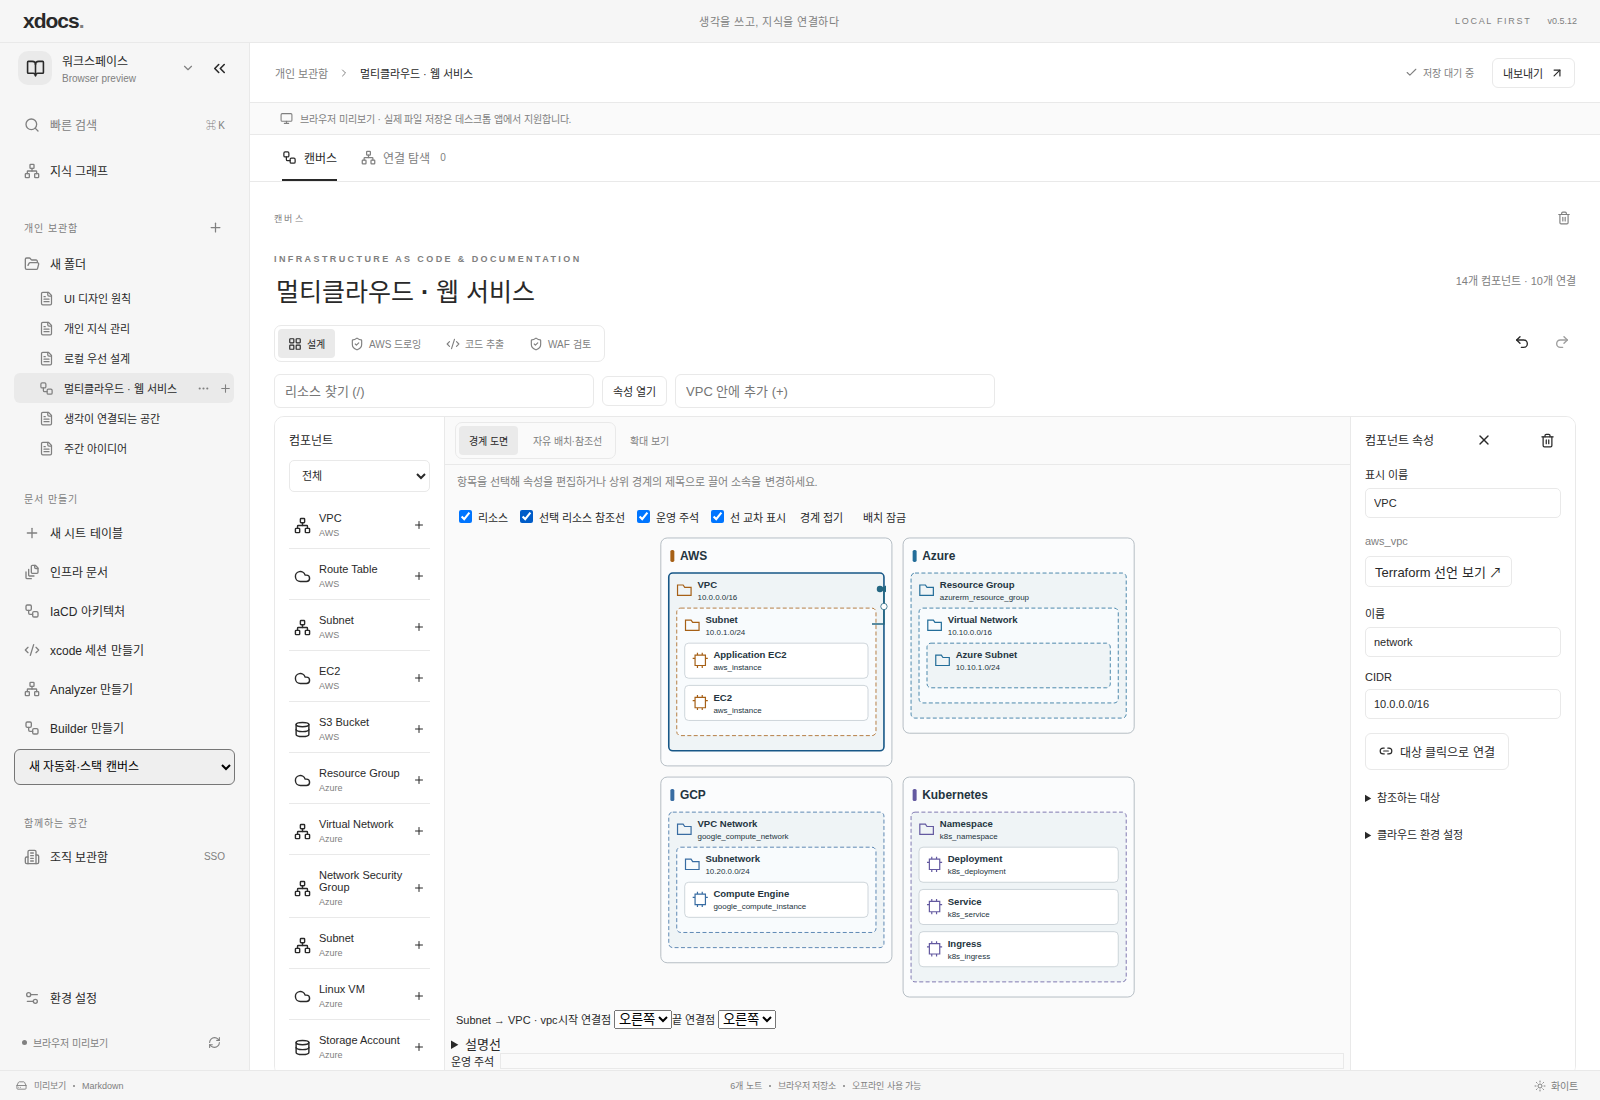 xdocs.
생각을 쓰고, 지식을 연결하다
LOCAL FIRST
v0.5.12
워크스페이스
Browser preview
빠른 검색
⌘K
지식 그래프
개인 보관함
새 폴더
UI 디자인 원칙
개인 지식 관리
로컬 우선 설계
멀티클라우드 · 웹 서비스
생각이 연결되는 공간
주간 아이디어
문서 만들기
새 시트 테이블
인프라 문서
IaCD 아키텍처
xcode 세션 만들기
Analyzer 만들기
Builder 만들기
새 자동화·스택 캔버스
함께하는 공간
조직 보관함
SSO
환경 설정
브라우저 미리보기
개인 보관함
멀티클라우드 · 웹 서비스
저장 대기 중
내보내기
브라우저 미리보기 · 실제 파일 저장은 데스크톱 앱에서 지원합니다.
캔버스
연결 탐색 0
캔버스
INFRASTRUCTURE AS CODE & DOCUMENTATION
멀티클라우드 · 웹 서비스
14개 컴포넌트 · 10개 연결
설계
AWS 드로잉
코드 추출
WAF 검토
리소스 찾기 (/)
속성 열기
VPC 안에 추가 (+)
컴포넌트
전체
VPC
AWS
Route Table
AWS
Subnet
AWS
EC2
AWS
S3 Bucket
AWS
Resource Group
Azure
Virtual Network
Azure
Network Security Group
Azure
Subnet
Azure
Linux VM
Azure
Storage Account
Azure
경계 도면
자유 배치·참조선
확대 보기
항목을 선택해 속성을 편집하거나 상위 경계의 제목으로 끌어 소속을 변경하세요.
리소스
선택 리소스 참조선
운영 주석
선 교차 표시
경계 접기
배치 잠금
AWS
VPC
10.0.0.0/16
Subnet
10.0.1.0/24
Application EC2
aws_instance
EC2
aws_instance
Azure
Resource Group
azurerm_resource_group
Virtual Network
10.10.0.0/16
Azure Subnet
10.10.1.0/24
GCP
VPC Network
google_compute_network
Subnetwork
10.20.0.0/24
Compute Engine
google_compute_instance
Kubernetes
Namespace
k8s_namespace
Deployment
k8s_deployment
Service
k8s_service
Ingress
k8s_ingress
Subnet → VPC · vpc시작 연결점 오른쪽 끝 연결점 오른쪽
설명선
운영 주석
컴포넌트 속성
표시 이름
VPC
aws_vpc
Terraform 선언 보기 ↗
이름
network
CIDR
10.0.0.0/16
대상 클릭으로 연결
참조하는 대상
클라우드 환경 설정
미리보기 · Markdown
6개 노트 · 브라우저 저장소 · 오프라인 사용 가능
화이트